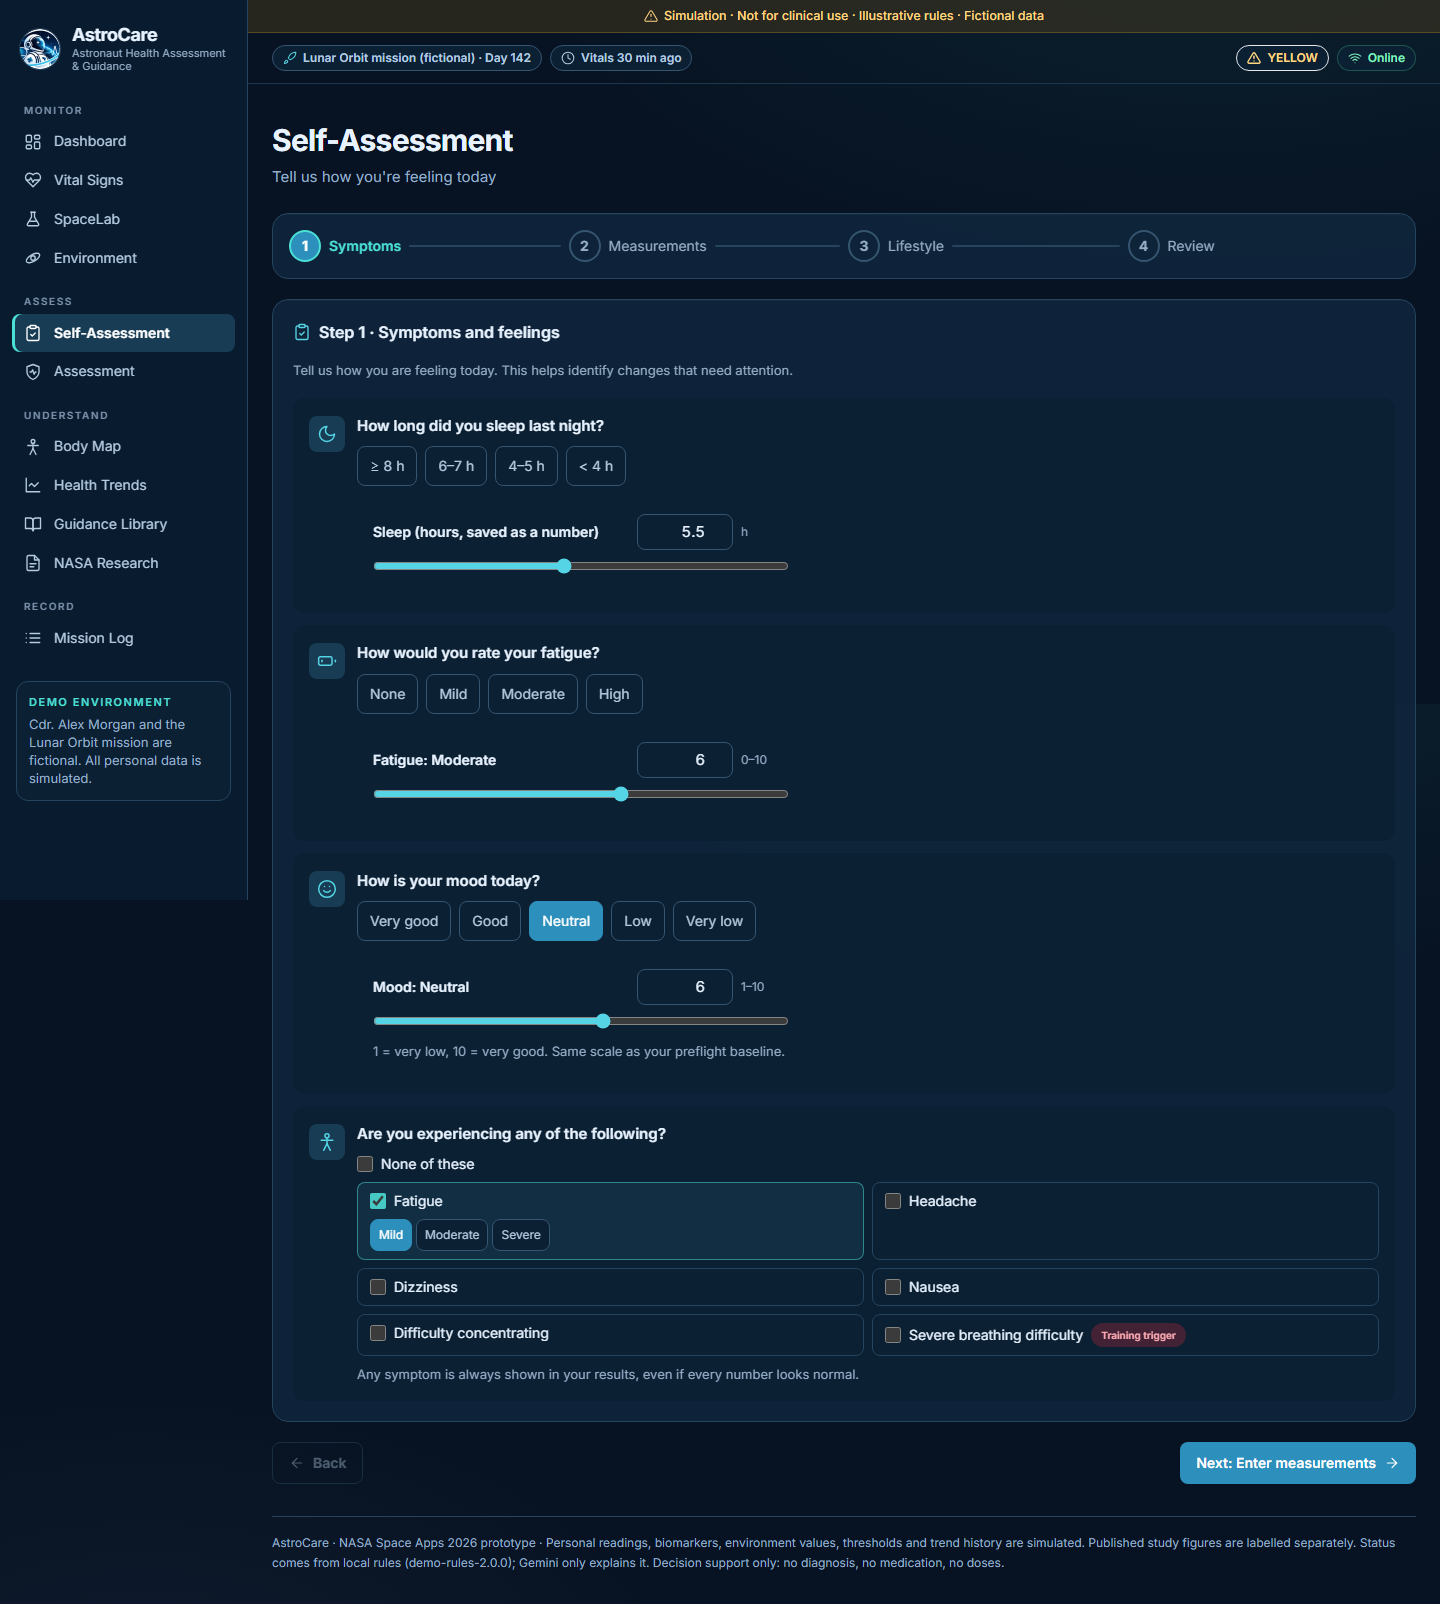 AstroCare
Astronaut Health Assessment
& Guidance
MONITOR
Dashboard
Vital Signs
SpaceLab
Environment
ASSESS
Self-Assessment
Assessment
UNDERSTAND
Body Map
Health Trends
Guidance Library
NASA Research
RECORD
Mission Log
DEMO ENVIRONMENT
Cdr. Alex Morgan and the
Lunar Orbit mission are
fictional. All personal data is
simulated.
Simulation · Not for clinical use · Illustrative rules · Fictional data
Lunar Orbit mission (fictional) · Day 142
Vitals 30 min ago
YELLOW
Online
Self-Assessment
Tell us how you're feeling today
1 Symptoms
2 Measurements
3 Lifestyle
4 Review
Step 1 · Symptoms and feelings
Tell us how you are feeling today. This helps identify changes that need attention.
How long did you sleep last night?
≥ 8 h
6–7 h
4–5 h
< 4 h
Sleep (hours, saved as a number)
5.5
h
How would you rate your fatigue?
None
Mild
Moderate
High
Fatigue: Moderate
6
0–10
How is your mood today?
Very good
Good
Neutral
Low
Very low
Mood: Neutral
6
1–10
1 = very low, 10 = very good. Same scale as your preflight baseline.
Are you experiencing any of the following?
None of these
Fatigue
Mild
Moderate
Severe
Headache
Dizziness
Nausea
Difficulty concentrating
Severe breathing difficulty
Training trigger
Any symptom is always shown in your results, even if every number looks normal.
Back
Next: Enter measurements
AstroCare · NASA Space Apps 2026 prototype · Personal readings, biomarkers, environment values, thresholds and trend history are simulated. Published study figures are labelled separately. Status
comes from local rules (demo-rules-2.0.0); Gemini only explains it. Decision support only: no diagnosis, no medication, no doses.